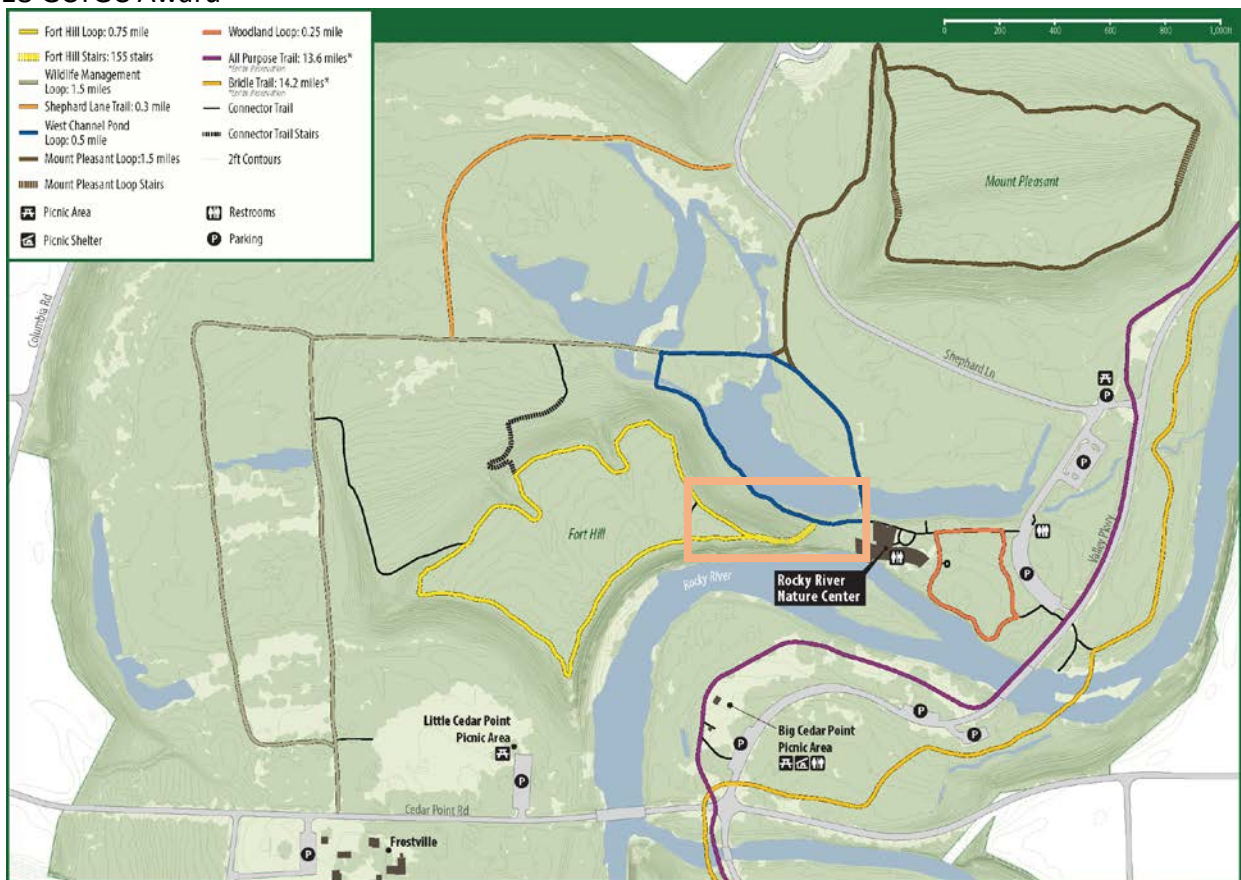 Fort Hill Loop: 0.75 mile
Fort Hill Stairs: 155 stairs
Wildlife Management
Loop: 1.5 miles
Shephard Lane Trail: 0.3 mile
West Channel Pond
Loop: 0.5 mile
Mount Pleasant Loop:1.5 miles
Mount Pleasant Loop Stairs
Picnic Area
Picnic Shelter
Woodland Loop: 0.25 mile
All Purpose Trail: 13.6 miles*
Bridle Trail: 14.2 miles*
Connector Trail
Connector Trail Stairs
2ft Contours
Restrooms
P Parking
0 200 400 600 800 1,000ft
Mount Pleasant
Columbia Rd
Shephard Ln
P
P
Fort Hill
Valley Pkwy
Rocky River
Rocky River
Nature Center
P
Little Cedar Point
Picnic Area
P
Big Cedar Point
Picnic Area
P
P
P
Cedar Point Rd
Frostville
P